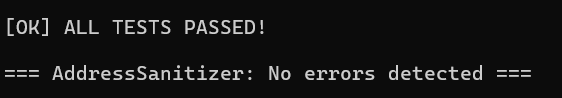 [OK] ALL TESTS PASSED!
=== AddressSanitizer: No errors detected ===